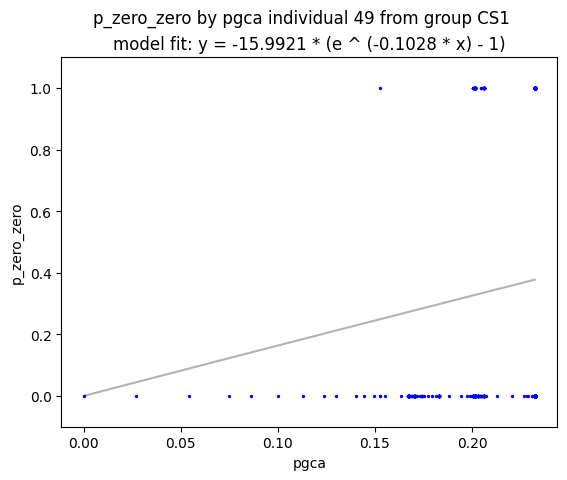 p_zero_zero by pgca individual 49 from group CS1
model fit: y = -15.9921 * (e ^ (-0.1028 * x) - 1)
1.0
0.8
0.6
0.4
0.2
0.0
p_zero_zero
0.00 0.05 0.10 0.15 0.20
pgca